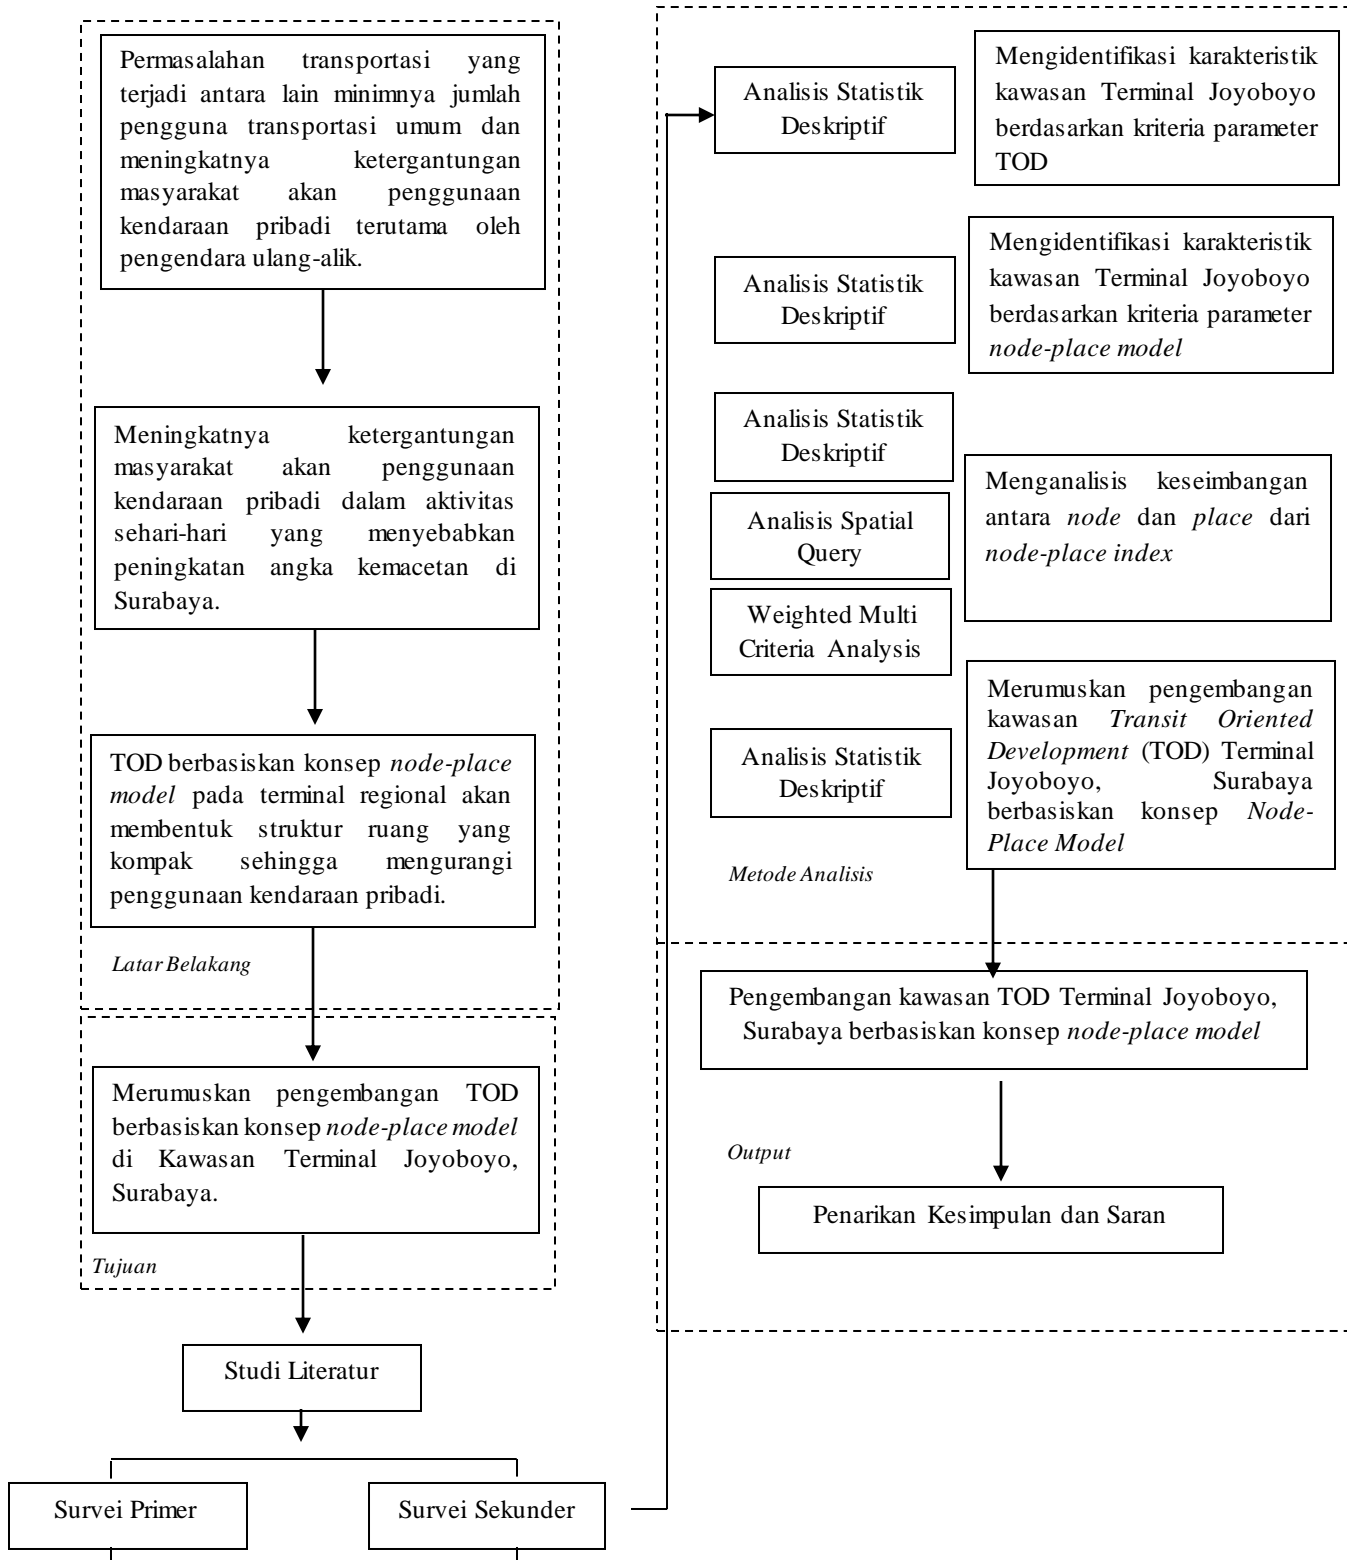 Permasalahan transportasi yang
terjadi antara lain minimnya jumlah
pengguna transportasi umum dan
meningkatnya ketergantungan
masyarakat akan penggunaan
kendaraan pribadi terutama oleh
pengendara ulang-alik.
Meningkatnya ketergantungan
masyarakat akan penggunaan
kendaraan pribadi dalam aktivitas
sehari-hari yang menyebabkan
peningkatan angka kemacetan di
Surabaya.
TOD berbasiskan konsep node-place
model pada terminal regional akan
membentuk struktur ruang yang
kompak sehingga mengurangi
penggunaan kendaraan pribadi.
Latar Belakang
Merumuskan pengembangan TOD
berbasiskan konsep node-place model
di Kawasan Terminal Joyoboyo,
Surabaya.
Tujuan
Studi Literatur
Survei Primer
Survei Sekunder
Analisis Statistik
Deskriptif
Mengidentifikasi karakteristik
kawasan Terminal Joyoboyo
berdasarkan kriteria parameter
TOD
Analisis Statistik
Deskriptif
Mengidentifikasi karakteristik
kawasan Terminal Joyoboyo
berdasarkan kriteria parameter
node-place model
Analisis Statistik
Deskriptif
Analisis Spatial
Query
Weighted Multi
Criteria Analysis
Menganalisis keseimbangan
antara node dan place dari
node-place index
Analisis Statistik
Deskriptif
Merumuskan pengembangan
kawasan Transit Oriented
Development (TOD) Terminal
Joyoboyo, Surabaya
berbasiskan konsep Node-
Place Model
Metode Analisis
Pengembangan kawasan TOD Terminal Joyoboyo,
Surabaya berbasiskan konsep node-place model
Output
Penarikan Kesimpulan dan Saran